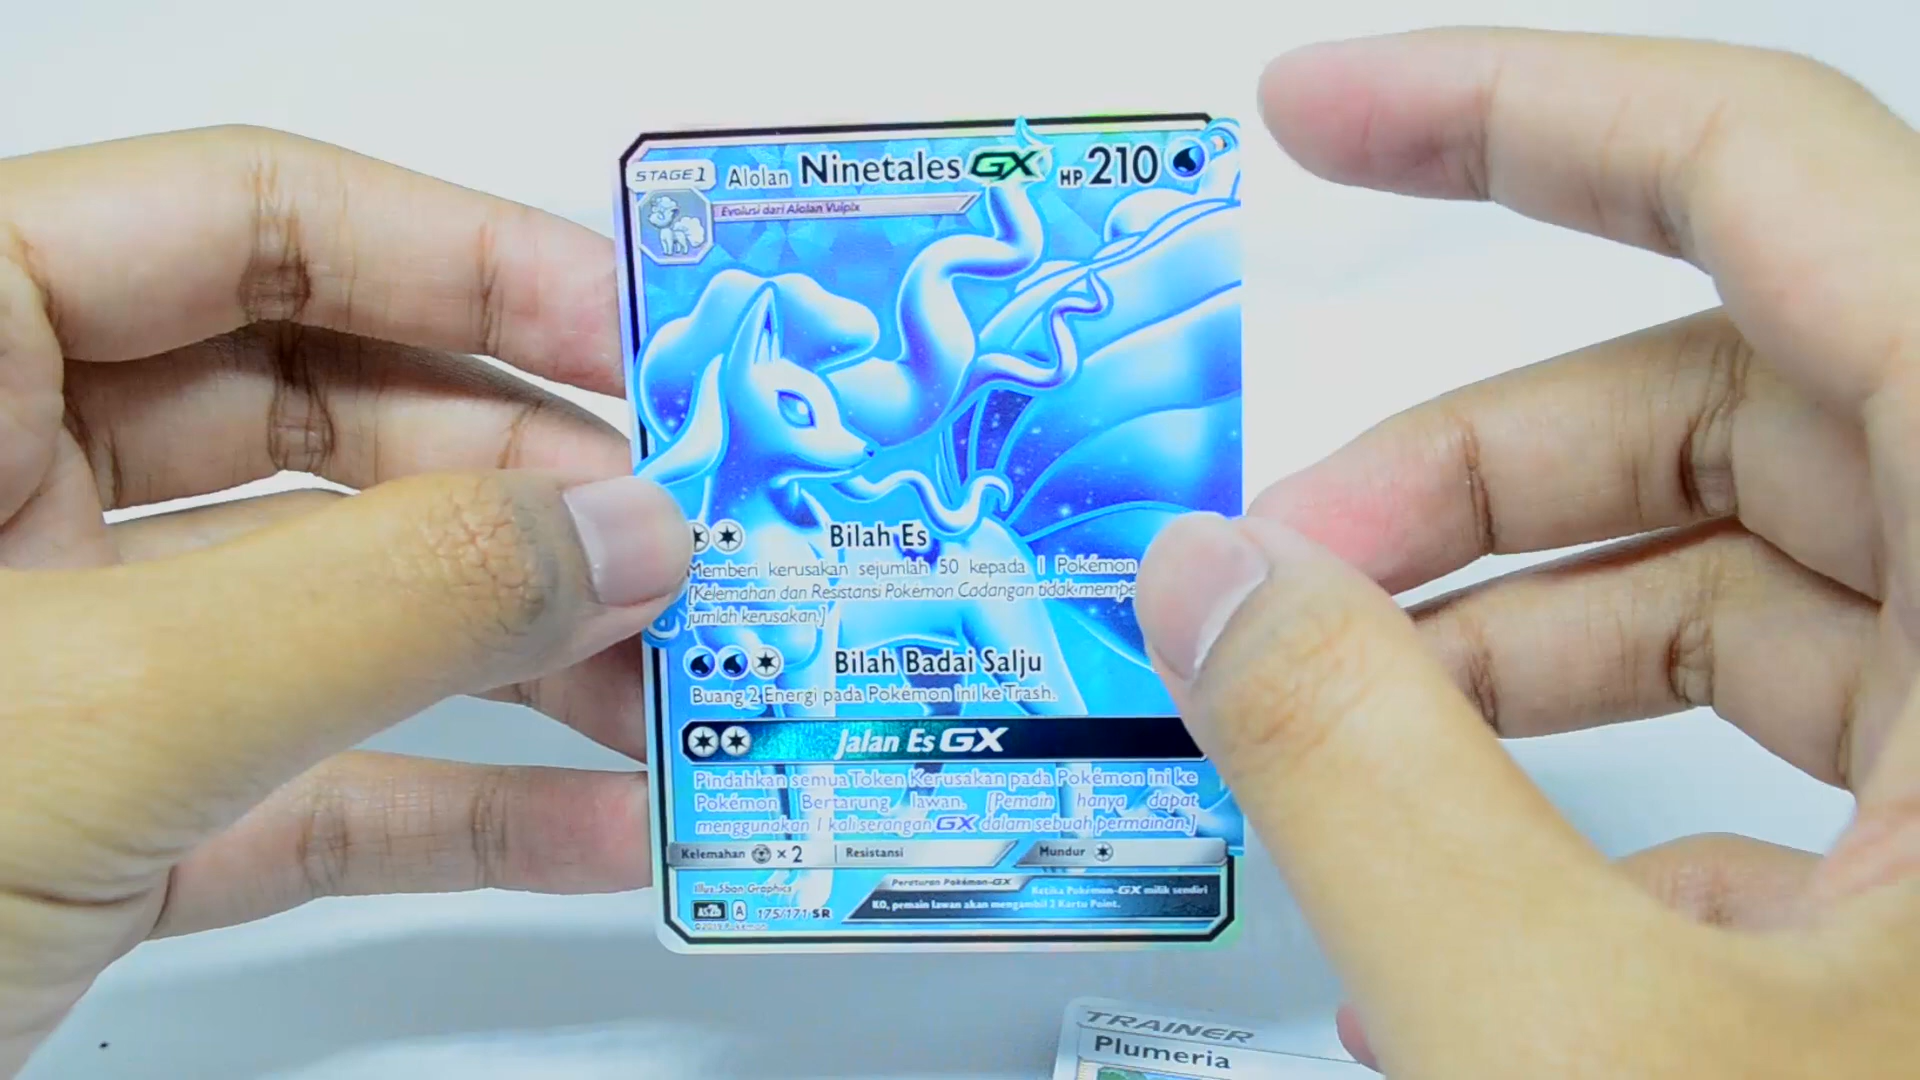 STAGE 1 Alolan Ninetales GX HP 210
Evolusi dari Alolan Vulpix
Bilah Es
Memberi kerusakan sejumlah 50 kepada 1 Pokémon
[Kelemahan dan Resistansi Pokémon Cadangan tidak mempe
jumlah kerusakan.]
Bilah Badai Salju
Buang 2 Energi pada Pokémon ini ke Trash.
Jalan Es GX
Pindahkan semua Token Kerusakan pada Pokémon ini ke
Pokémon Bertarung lawan. [Pemain hanya dapat
menggunakan 1 kali serangan GX dalam sebuah permainan.]
Kelemahan × 2 Resistansi Mundur
Illus. 5ban Graphics
Peraturan Pokémon-GX Ketika Pokémon-GX milik sendiri
KO, pemain lawan akan mengambil 2 Kartu Point.
AS2b A 175/171 SR
©2019 Pokémon
TRAINER
Plumeria